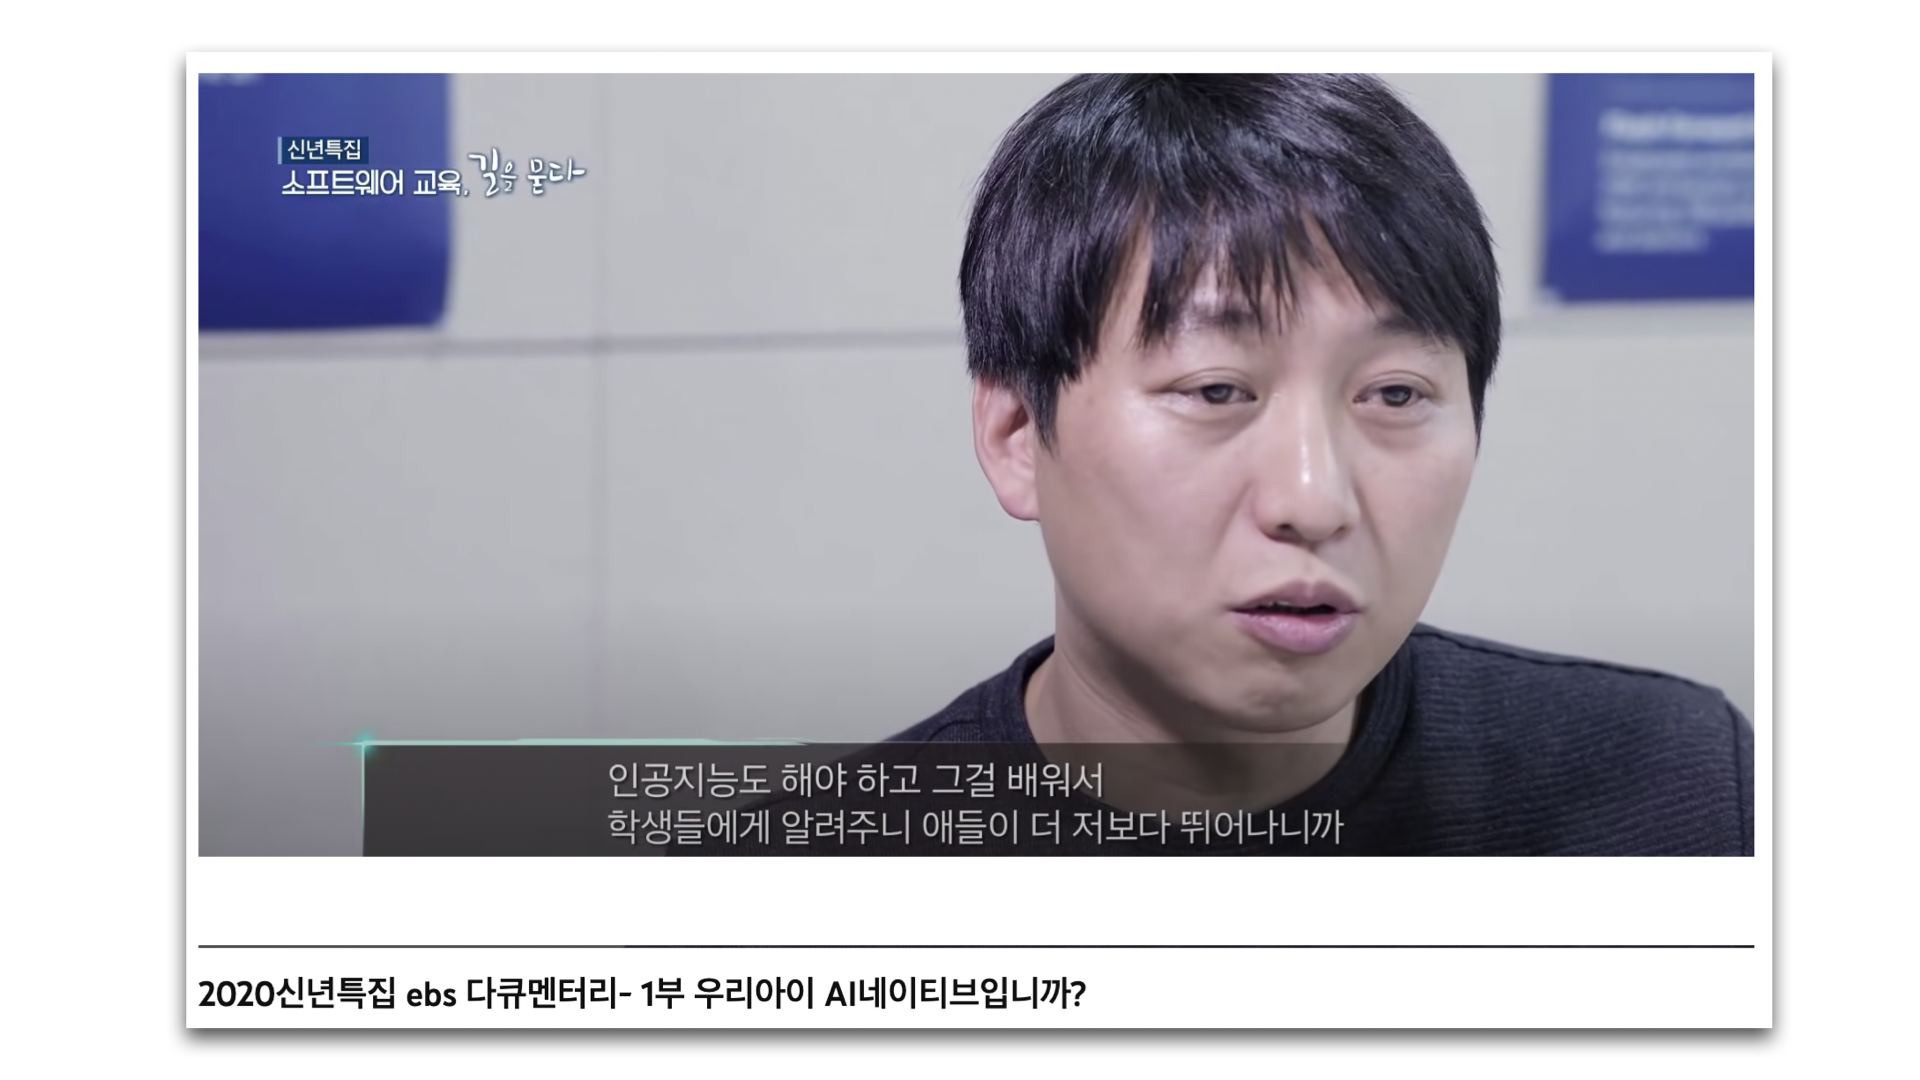 신년특집
소프트웨어 교육, 길을 묻다
인공지능도 해야 하고 그걸 배워서
학생들에게 알려주니 애들이 더 저보다 뛰어나니까
2020신년특집 ebs 다큐멘터리- 1부 우리아이 AI네이티브입니까?